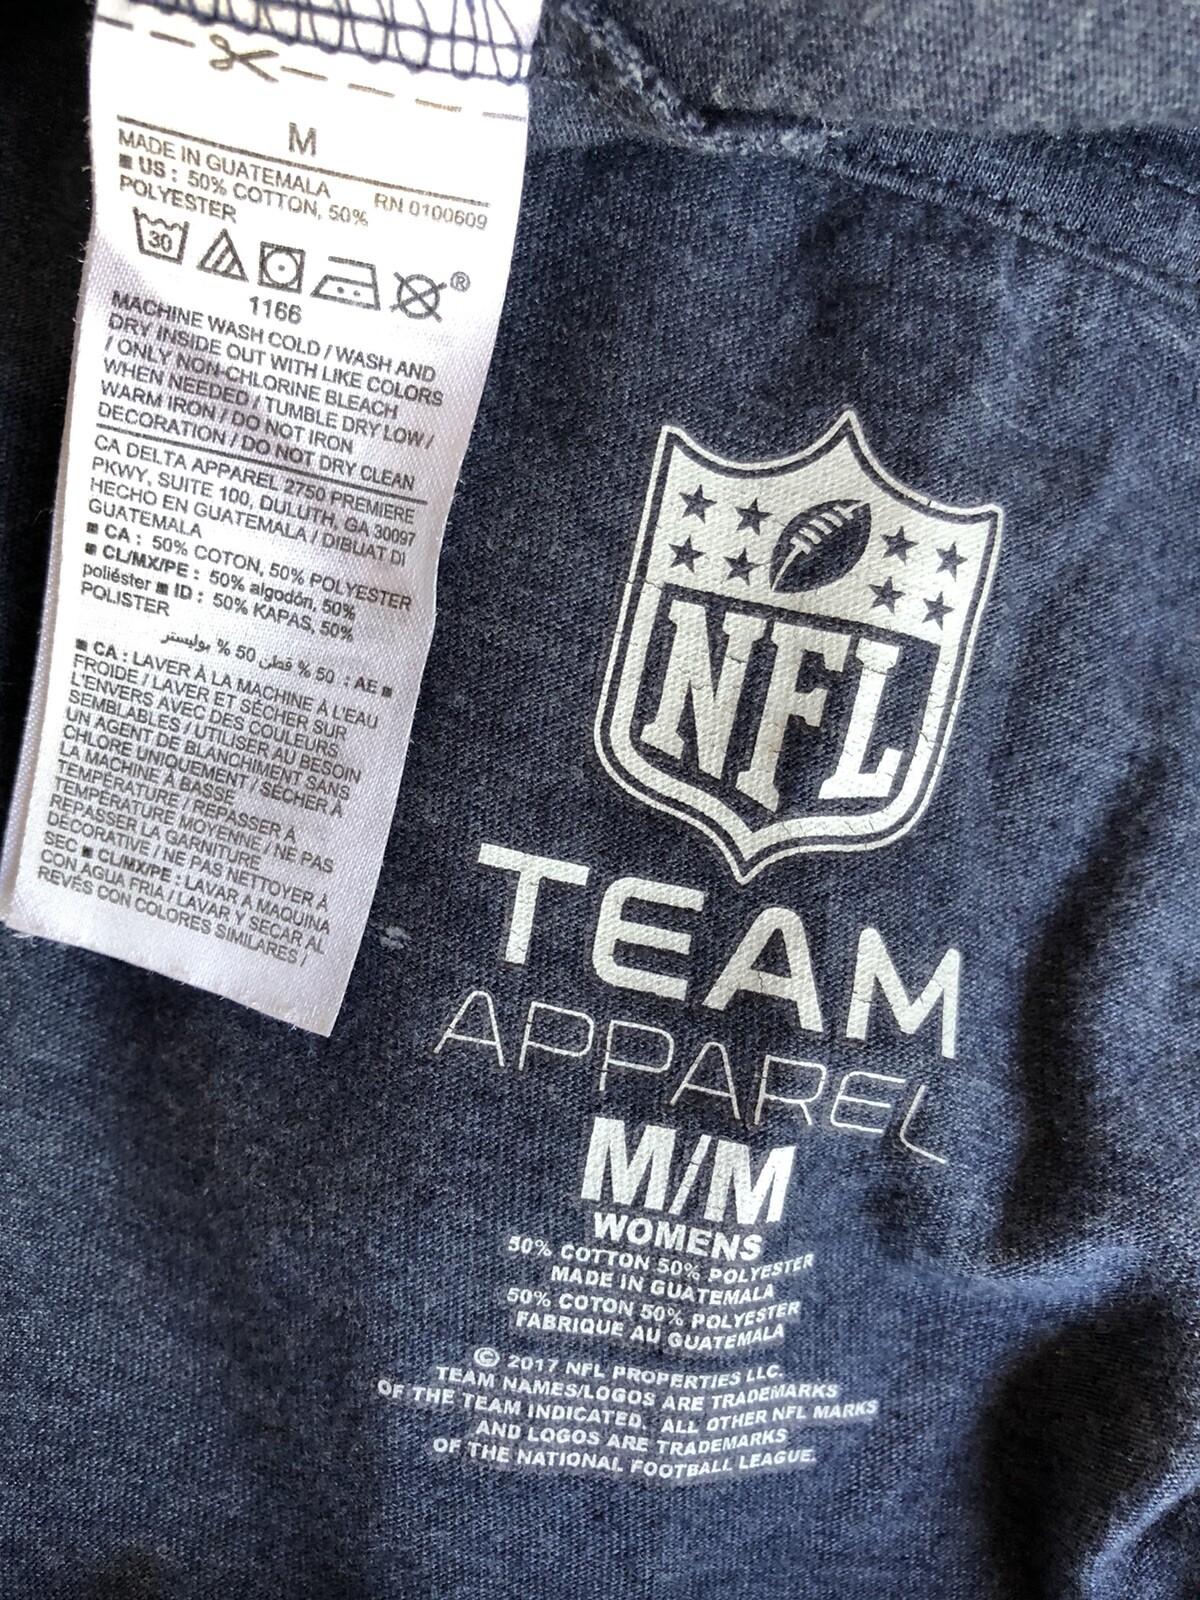 M
MADE IN GUATEMALA
RN 0100609
■ US : 50% COTTON, 50%
POLYESTER
30
®
1166
MACHINE WASH COLD / WASH AND
DRY INSIDE OUT WITH LIKE COLORS
/ ONLY NON-CHLORINE BLEACH
WHEN NEEDED / TUMBLE DRY LOW /
WARM IRON / DO NOT IRON
DECORATION / DO NOT DRY CLEAN
CA DELTA APPAREL 2750 PREMIERE
PKWY, SUITE 100, DULUTH, GA 30097
HECHO EN GUATEMALA / DIBUAT DI
GUATEMALA
■ CA : 50% COTON, 50% POLYESTER
■ CL/MX/PE : 50% algodón, 50%
poliéster ■ ID : 50% KAPAS, 50%
POLISTER
■ AE : 50 % قطن 50 % بوليستر
■ CA : LAVER À LA MACHINE À L'EAU
FROIDE / LAVER ET SÉCHER SUR
L'ENVERS AVEC DES COULEURS
SEMBLABLES / UTILISER AU BESOIN
UN AGENT DE BLANCHIMENT SANS
CHLORE UNIQUEMENT / SÉCHER À
LA MACHINE À BASSE
TEMPÉRATURE / REPASSER À
TEMPÉRATURE MOYENNE / NE PAS
REPASSER LA GARNITURE
DÉCORATIVE / NE PAS NETTOYER À
SEC ■ CL/MX/PE : LAVAR A MAQUINA
CON AGUA FRIA / LAVAR Y SECAR AL
REVÉS CON COLORES SIMILARES /
NFL
TEAM
APPAREL
M/M
WOMENS
50% COTTON 50% POLYESTER
MADE IN GUATEMALA
50% COTON 50% POLYESTER
FABRIQUE AU GUATEMALA
© 2017 NFL PROPERTIES LLC.
TEAM NAMES/LOGOS ARE TRADEMARKS
OF THE TEAM INDICATED. ALL OTHER NFL MARKS
AND LOGOS ARE TRADEMARKS
OF THE NATIONAL FOOTBALL LEAGUE.